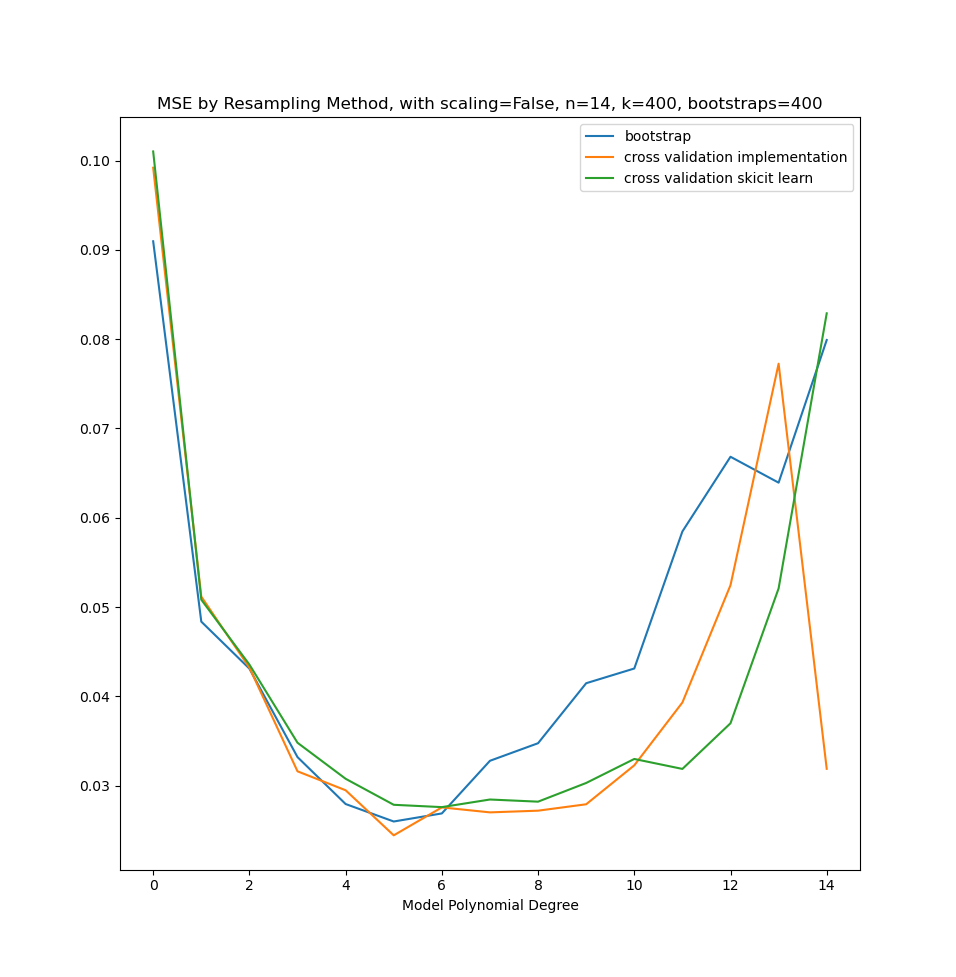 MSE by Resampling Method, with scaling=False, n=14, k=400, bootstraps=400
bootstrap
cross validation implementation
cross validation skicit learn
0.10
0.09
0.08
0.07
0.06
0.05
0.04
0.03
0 2 4 6 8 10 12 14
Model Polynomial Degree